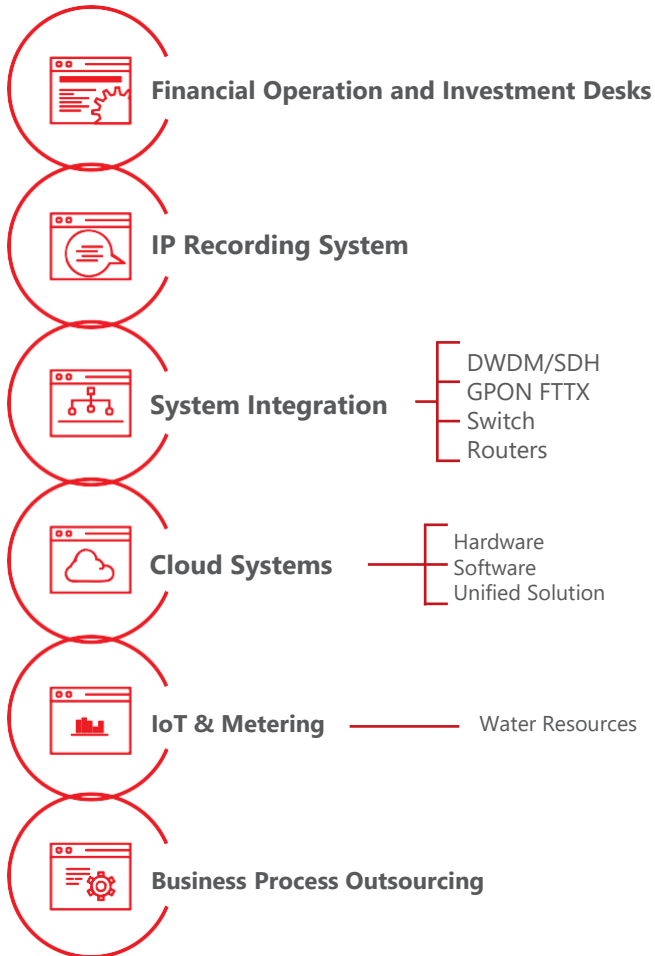 Financial Operation and Investment Desks
IP Recording System
System Integration
DWDM/SDH
GPON FTTX
Switch
Routers
Cloud Systems
Hardware
Software
Unified Solution
IoT & Metering
Water Resources
Business Process Outsourcing